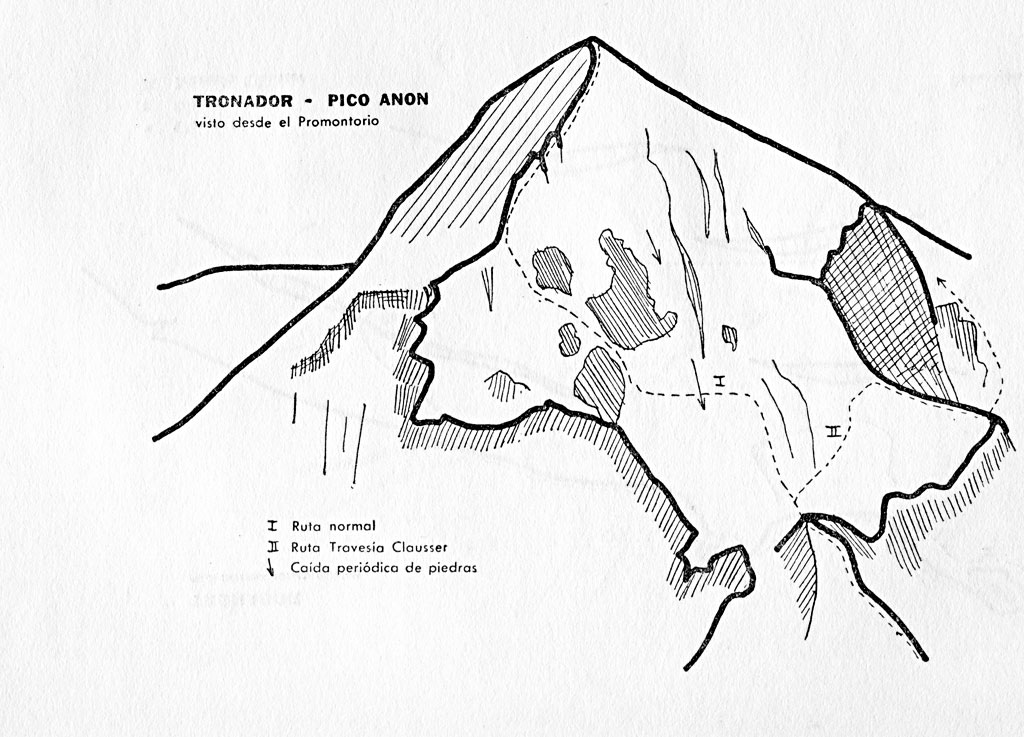 TRONADOR - PICO ANON
visto desde el Promontorio
I
II
I Ruta normal
II Ruta Travesia Clausser
Caída periódica de piedras